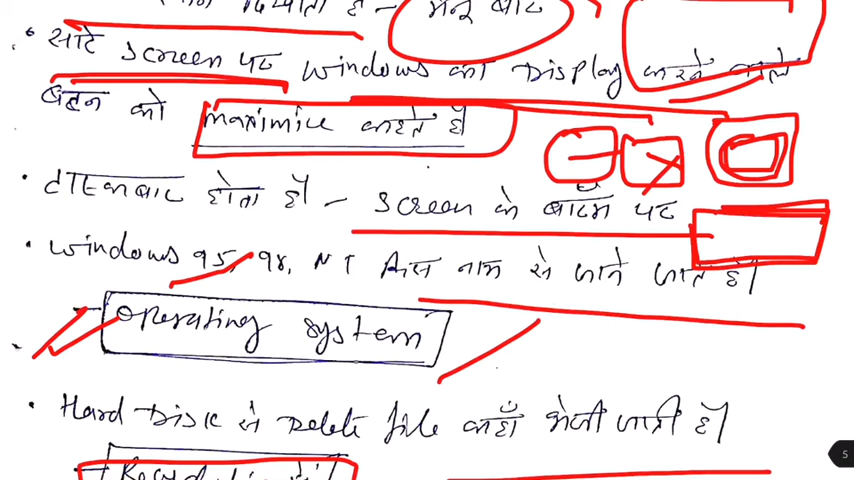 है - मेनू बार
• सारे screen पर windows का Display करने वाले
बटन को maximice कहते हैं
• टास्कबार होता हैं - screen के बाटम पर
• windows 95, 98, NT किस नाम से जाने जाते हैं।
- Operating system
• Hard Disk से Delete file कहाँ भेजी जाती हैं।